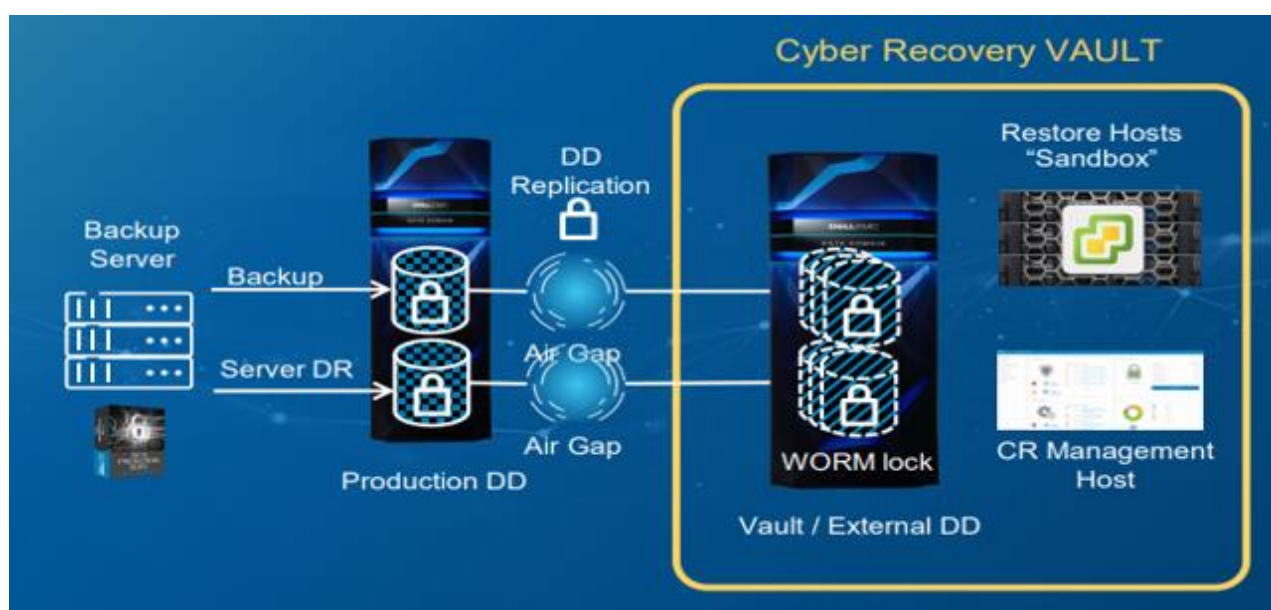 Cyber Recovery VAULT
Restore Hosts
“Sandbox”
DD
Replication
Backup
Server
Backup
Server DR
Air Gap
Air Gap
Production DD
WORM lock
Vault / External DD
CR Management
Host